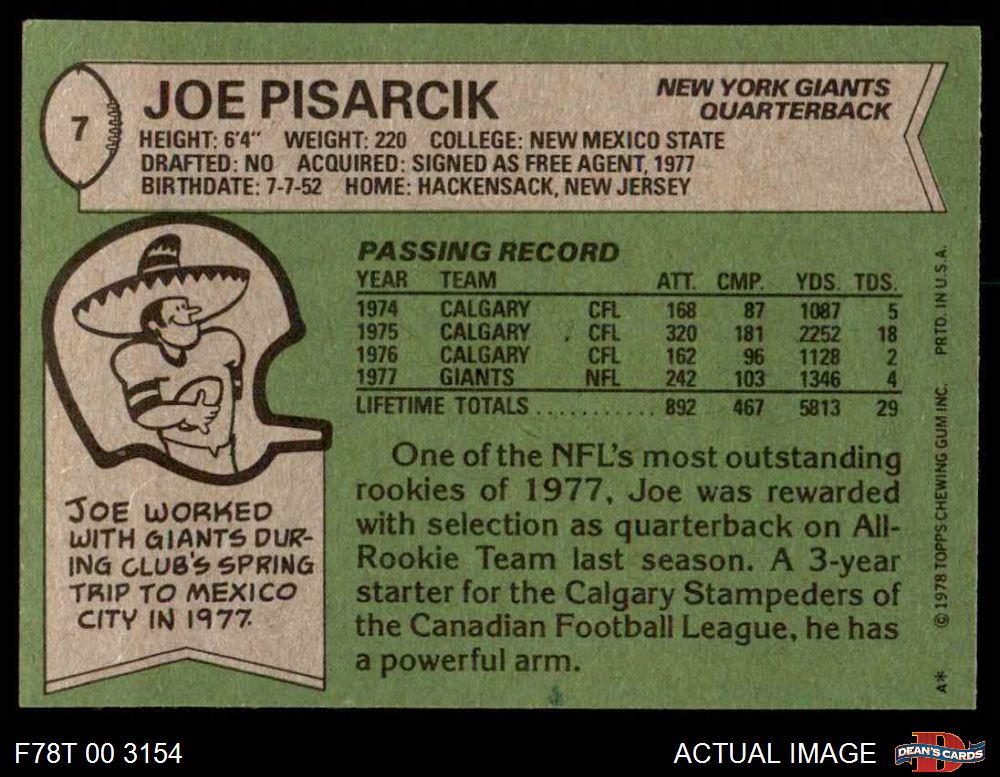 7
JOE PISARCIK
NEW YORK GIANTS
QUARTERBACK
HEIGHT: 6'4" WEIGHT: 220 COLLEGE: NEW MEXICO STATE
DRAFTED: NO ACQUIRED: SIGNED AS FREE AGENT, 1977
BIRTHDATE: 7-7-52 HOME: HACKENSACK, NEW JERSEY
PASSING RECORD
YEAR TEAM ATT. CMP. YDS. TDS.
1974 CALGARY CFL 168 87 1087 5
1975 CALGARY CFL 320 181 2252 18
1976 CALGARY CFL 162 96 1128 2
1977 GIANTS NFL 242 103 1346 4
LIFETIME TOTALS ........... 892 467 5813 29
One of the NFL's most outstanding
rookies of 1977, Joe was rewarded
with selection as quarterback on All-
Rookie Team last season. A 3-year
starter for the Calgary Stampeders of
the Canadian Football League, he has
a powerful arm.
JOE WORKED
WITH GIANTS DUR-
ING CLUB'S SPRING
TRIP TO MEXICO
CITY IN 1977.
A* © 1978 TOPPS CHEWING GUM INC. PRTD. IN U.S.A.
F78T 00 3154
ACTUAL IMAGE
D
DEAN'S CARDS